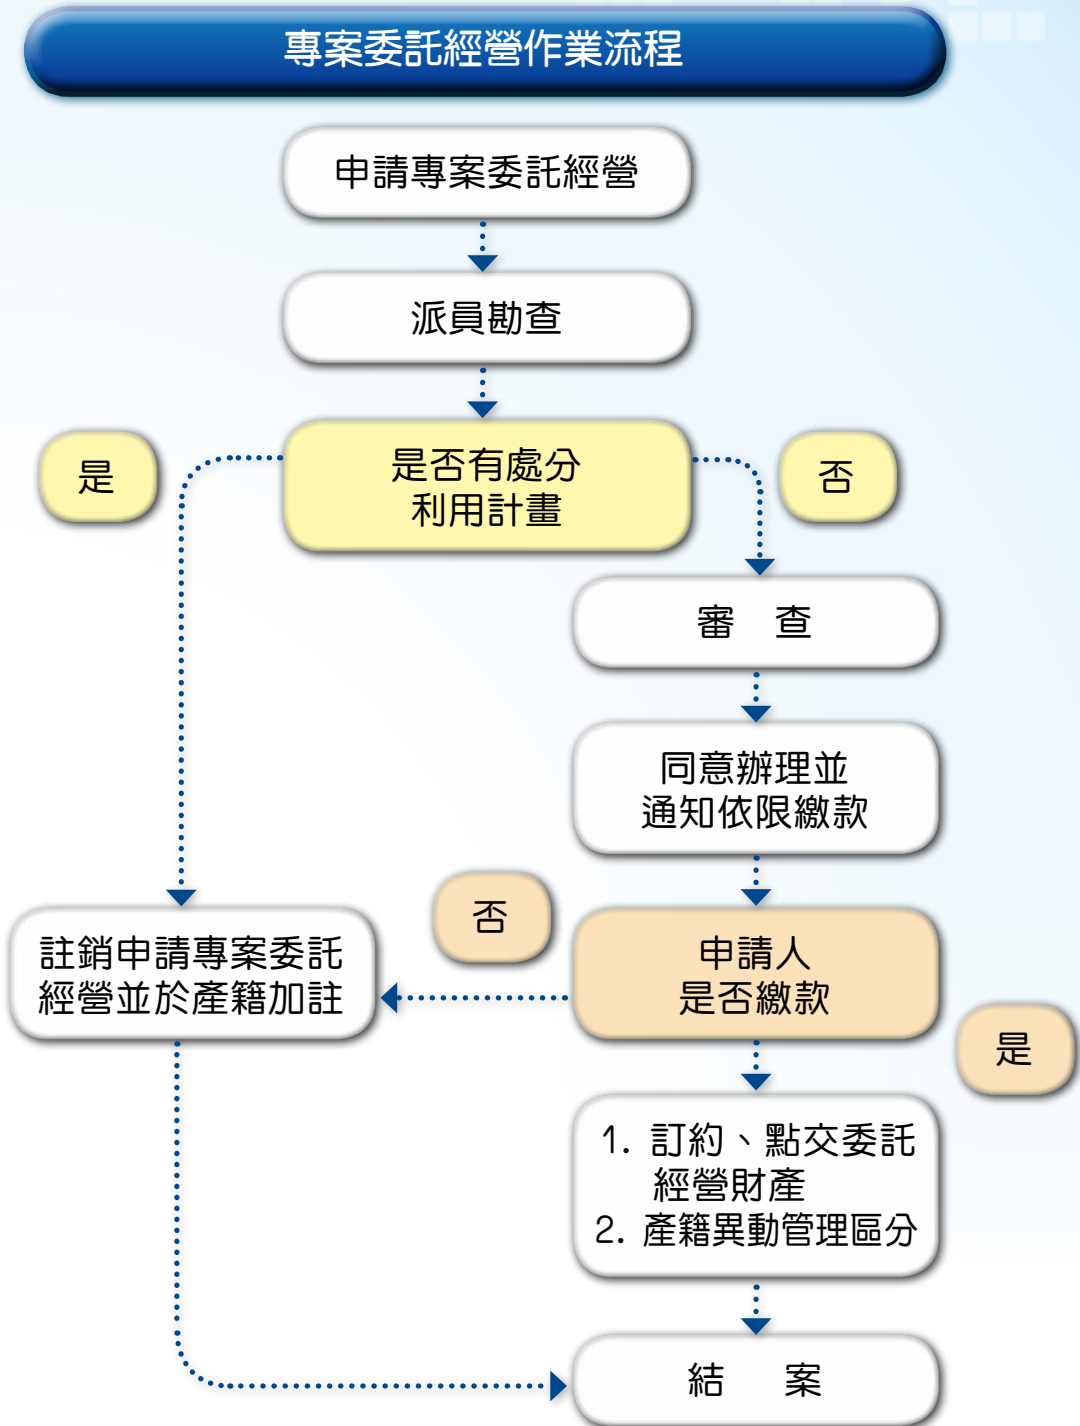 專案委託經營作業流程
申請專案委託經營
派員勘查
是
是否有處分
利用計畫
否
審　查
同意辦理並
通知依限繳款
否
註銷申請專案委託
經營並於產籍加註
申請人
是否繳款
是
1. 訂約、點交委託
經營財產
2. 產籍異動管理區分
結　案